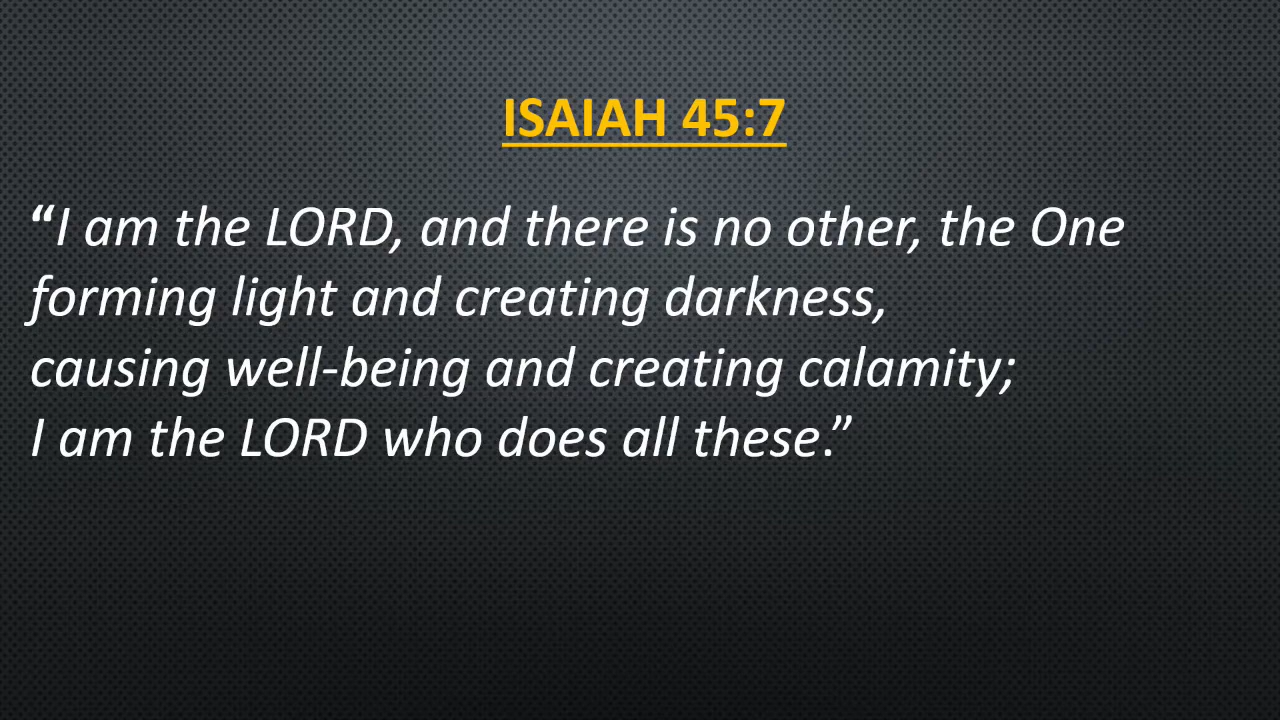 ISAIAH 45:7
“I am the LORD, and there is no other, the One
forming light and creating darkness,
causing well-being and creating calamity;
I am the LORD who does all these.”